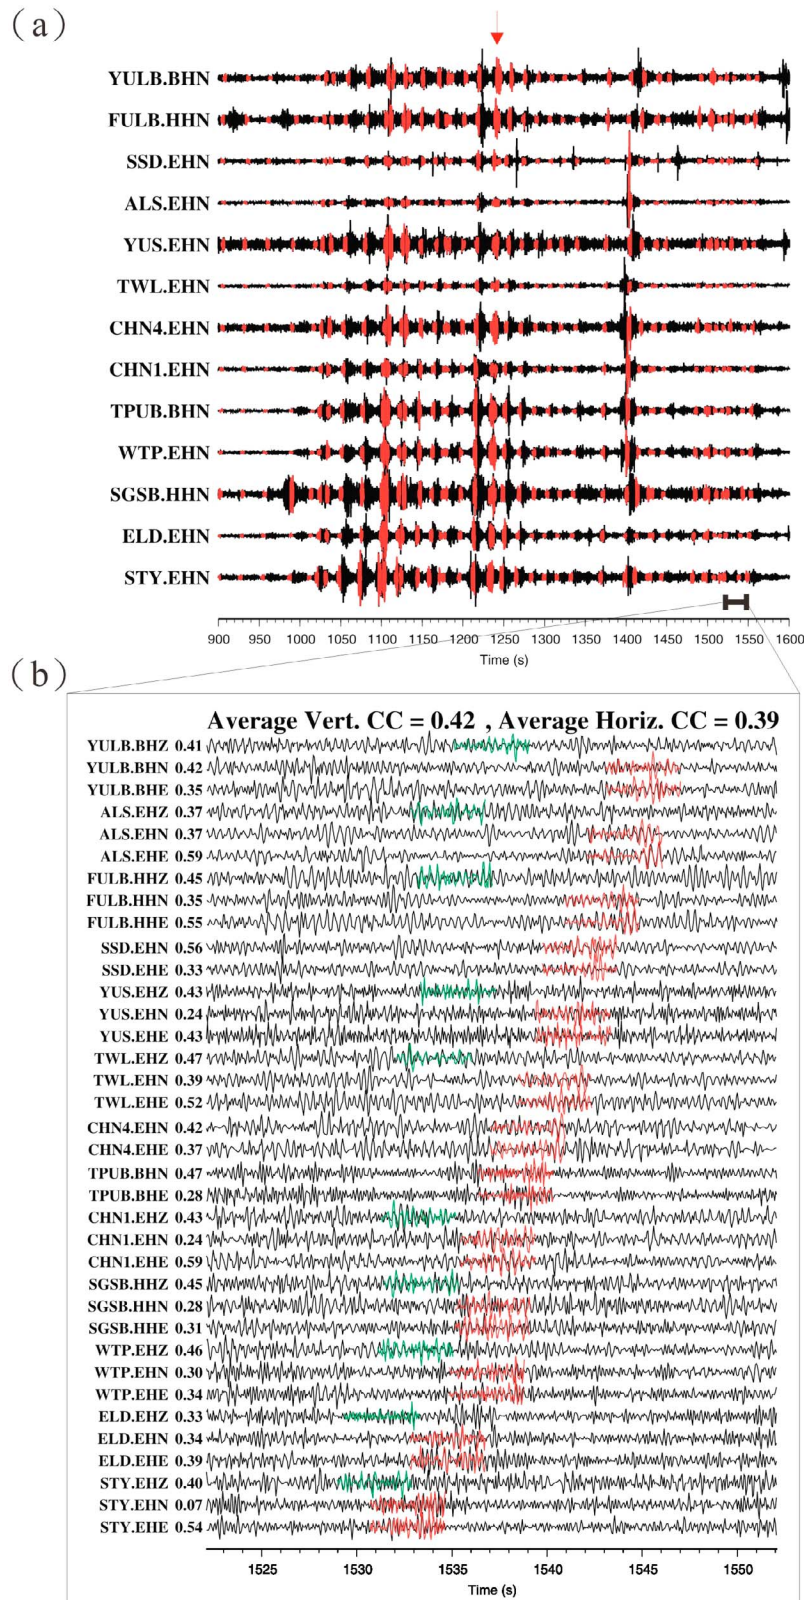 (a)
YULB.BHN
FULB.HHN
SSD.EHN
ALS.EHN
YUS.EHN
TWL.EHN
CHN4.EHN
CHN1.EHN
TPUB.BHN
WTP.EHN
SGSB.HHN
ELD.EHN
STY.EHN
900 950 1000 1050 1100 1150 1200 1250 1300 1350 1400 1450 1500 1550 1600
Time (s)
(b)
Average Vert. CC = 0.42 , Average Horiz. CC = 0.39
YULB.BHZ 0.41
YULB.BHN 0.42
YULB.BHE 0.35
ALS.EHZ 0.37
ALS.EHN 0.37
ALS.EHE 0.59
FULB.HHZ 0.45
FULB.HHN 0.35
FULB.HHE 0.55
SSD.EHN 0.56
SSD.EHE 0.33
YUS.EHZ 0.43
YUS.EHN 0.24
YUS.EHE 0.43
TWL.EHZ 0.47
TWL.EHN 0.39
TWL.EHE 0.52
CHN4.EHN 0.42
CHN4.EHE 0.37
TPUB.BHN 0.47
TPUB.BHE 0.28
CHN1.EHZ 0.43
CHN1.EHN 0.24
CHN1.EHE 0.59
SGSB.HHZ 0.45
SGSB.HHN 0.28
SGSB.HHE 0.31
WTP.EHZ 0.46
WTP.EHN 0.30
WTP.EHE 0.34
ELD.EHZ 0.33
ELD.EHN 0.34
ELD.EHE 0.39
STY.EHZ 0.40
STY.EHN 0.07
STY.EHE 0.54
1525 1530 1535 1540 1545 1550
Time (s)